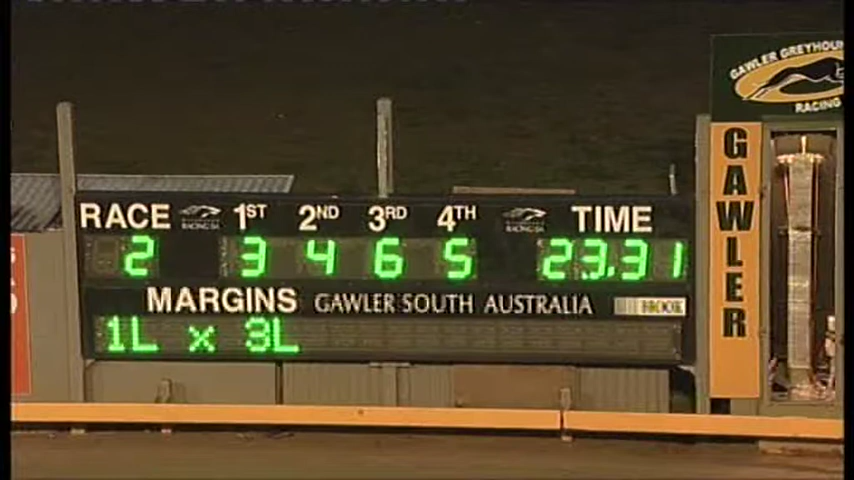 GAWLER GREYHOUND
RACING
GAWLER
RACE 1ST 2ND 3RD 4TH TIME
2 3 4 6 5 23.31
MARGINS GAWLER SOUTH AUSTRALIA
1L x 3L